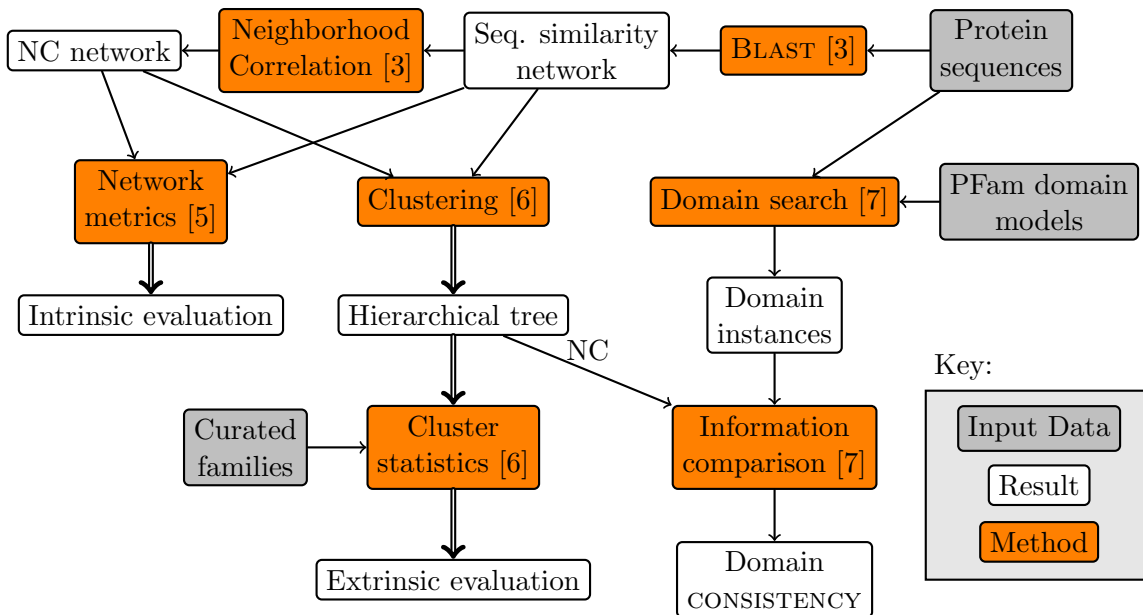 NC network
Neighborhood
Correlation [3]
Seq. similarity
network
BLAST [3]
Protein
sequences
Network
metrics [5]
Clustering [6]
Domain search [7]
PFam domain
models
Intrinsic evaluation
Hierarchical tree
Domain
instances
NC
Key:
Curated
families
Cluster
statistics [6]
Information
comparison [7]
Input Data
Result
Method
Extrinsic evaluation
Domain
CONSISTENCY